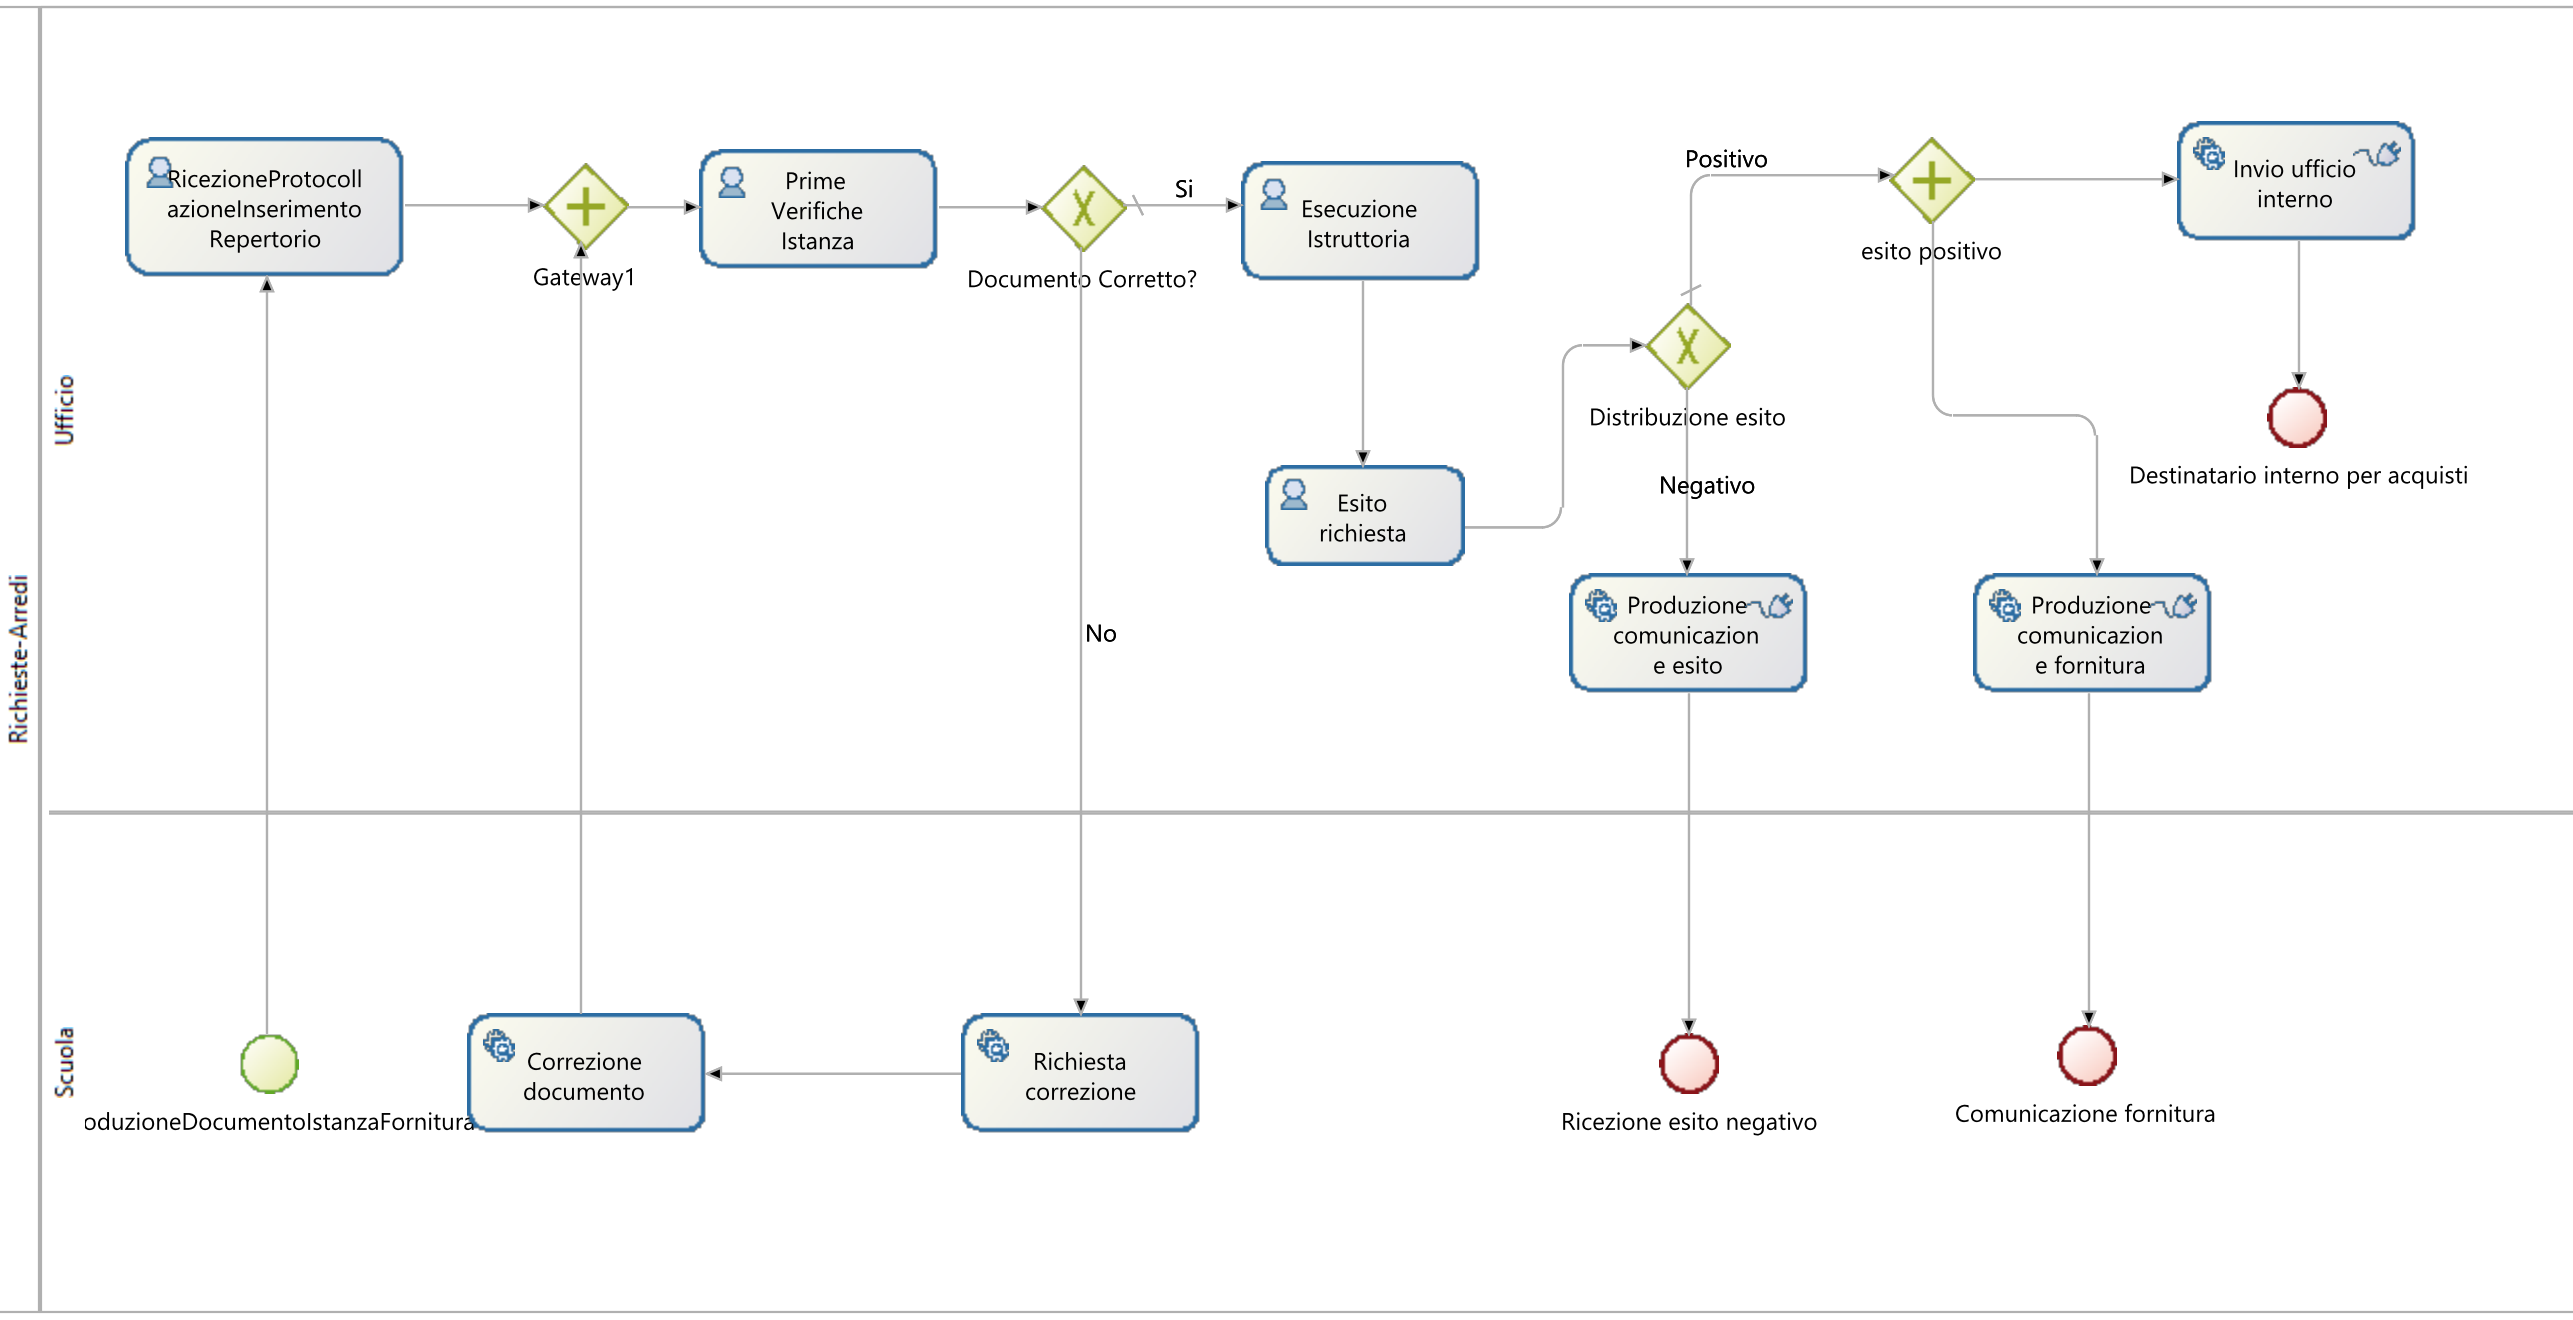 Richieste-Arredi
Ufficio
Scuola
RicezioneProtocoll
azioneInserimento
Repertorio
Gateway1
Prime
Verifiche
Istanza
Documento Corretto?
Si
No
Esecuzione
Istruttoria
Esito
richiesta
Distribuzione esito
Positivo
Negativo
esito positivo
Invio ufficio
interno
Destinatario interno per acquisti
Produzione
comunicazion
e esito
Produzione
comunicazion
e fornitura
oduzioneDocumentoIstanzaFornitura
Correzione
documento
Richiesta
correzione
Ricezione esito negativo
Comunicazione fornitura